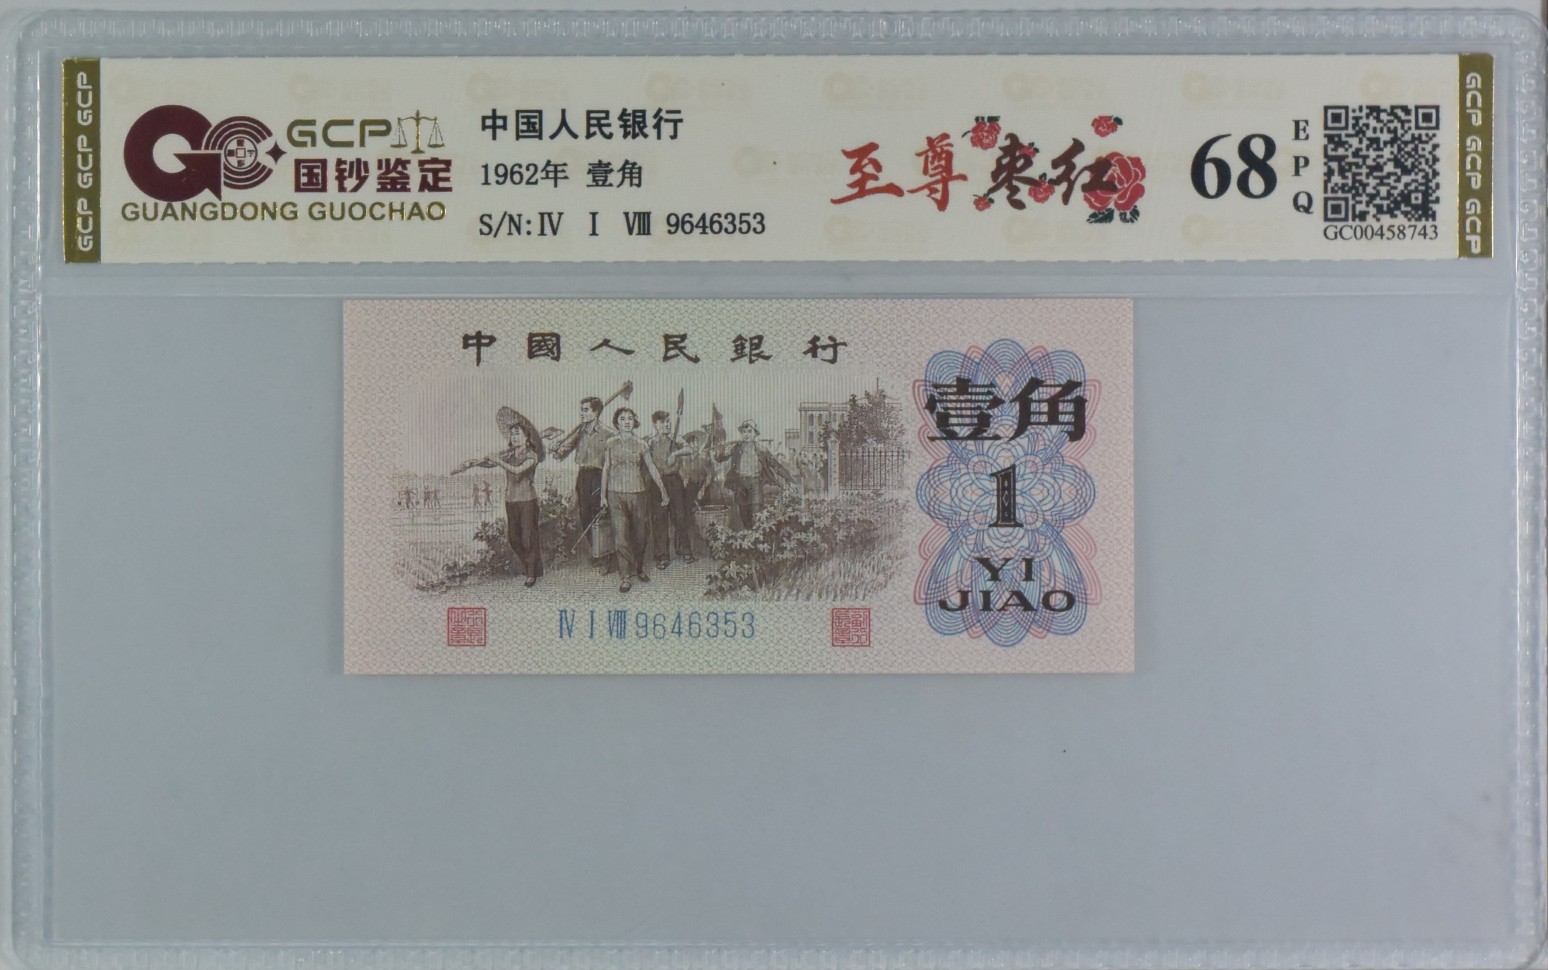 GCP GCP GCP
GCP
国钞鉴定
GUANGDONG GUOCHAO
中国人民银行
1962年 壹角
S/N:Ⅳ Ⅰ Ⅷ 9646353
至尊枣红
68
EPQ
GC00458743
GCP GCP GCP
中國人民銀行
壹角
1
YI
JIAO
Ⅳ Ⅰ Ⅷ 9646353